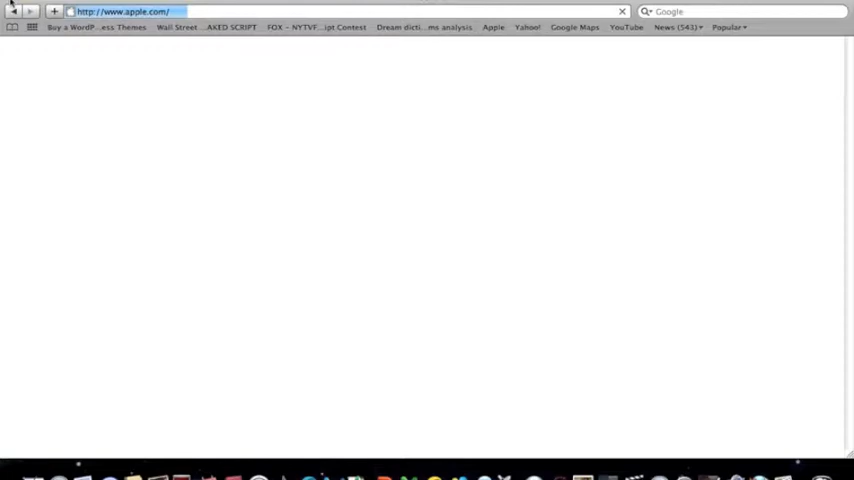 http://www.apple.com/ Google
Buy a WordP...ess Themes Wall Street ...AKED SCRIPT FOX - NYTVF...ipt Contest Dream dicti...ms analysis Apple Yahoo! Google Maps YouTube News (543) Popular